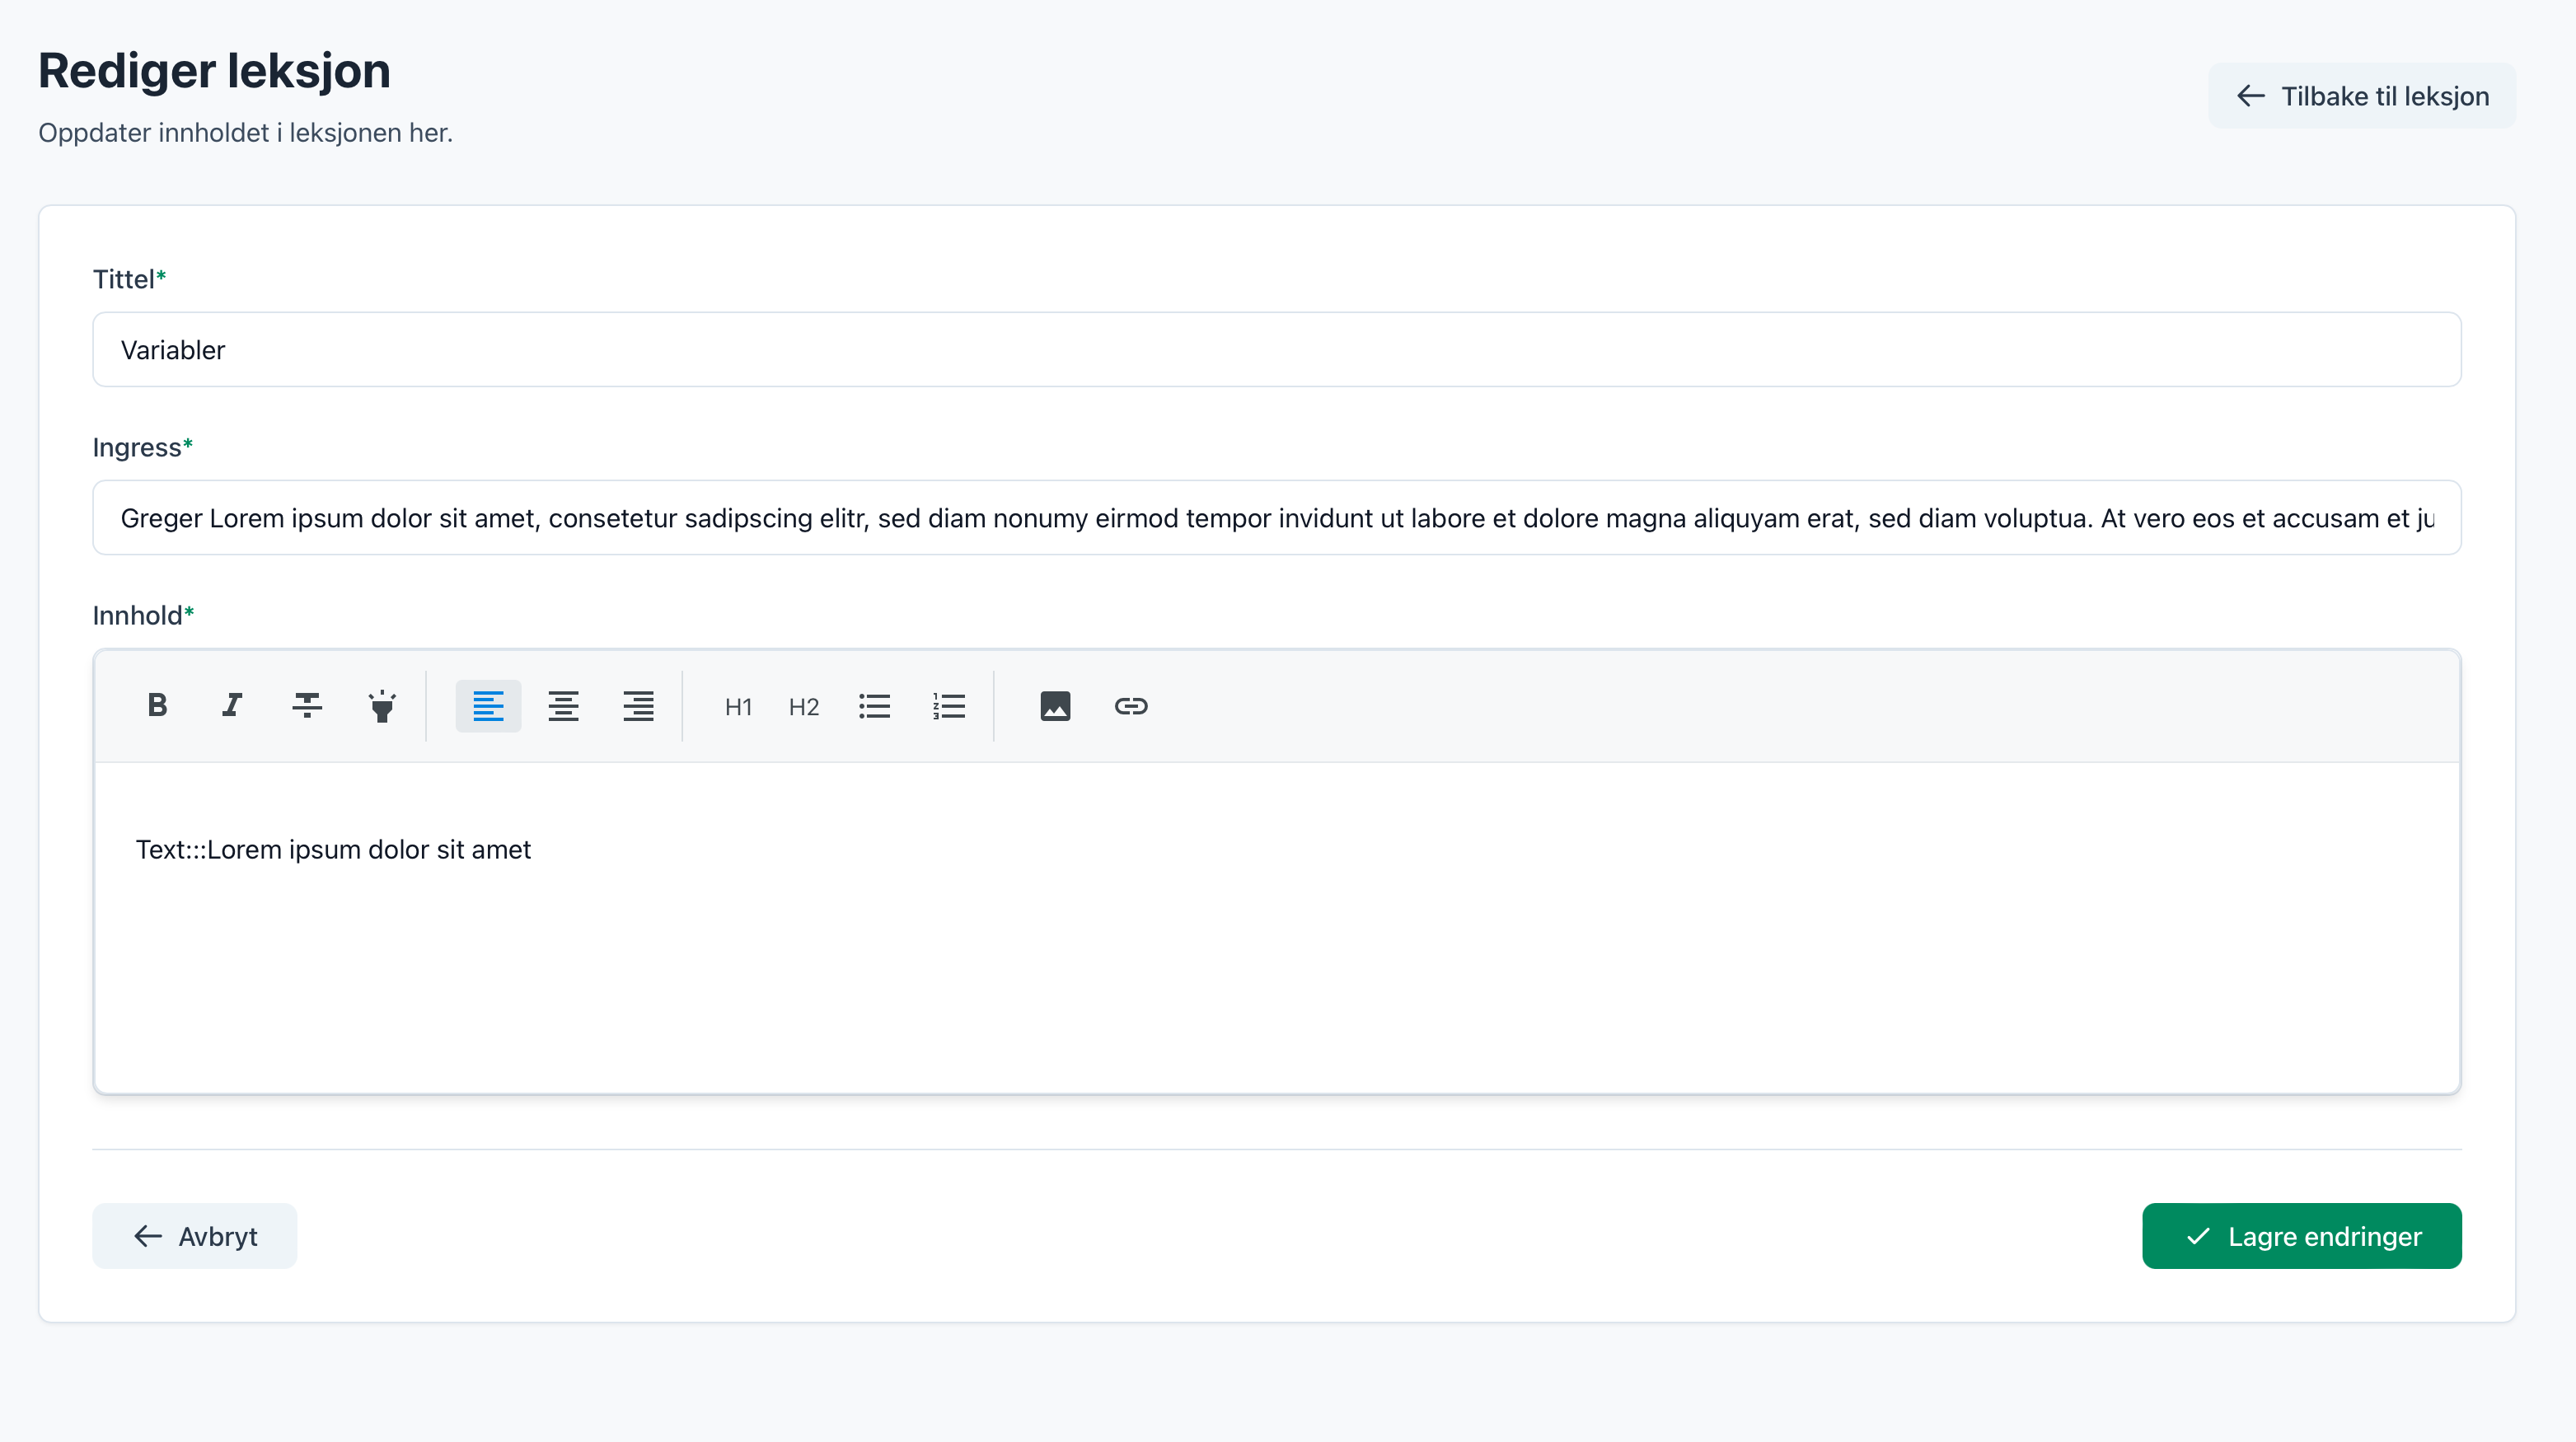 Rediger leksjon
Tilbake til leksjon
Oppdater innholdet i leksjonen her.
Tittel*
Variabler
Ingress*
Greger Lorem ipsum dolor sit amet, consetetur sadipscing elitr, sed diam nonumy eirmod tempor invidunt ut labore et dolore magna aliquyam erat, sed diam voluptua. At vero eos et accusam et ju
Innhold*
B I T H1 H2
Text:::Lorem ipsum dolor sit amet
Avbryt
Lagre endringer